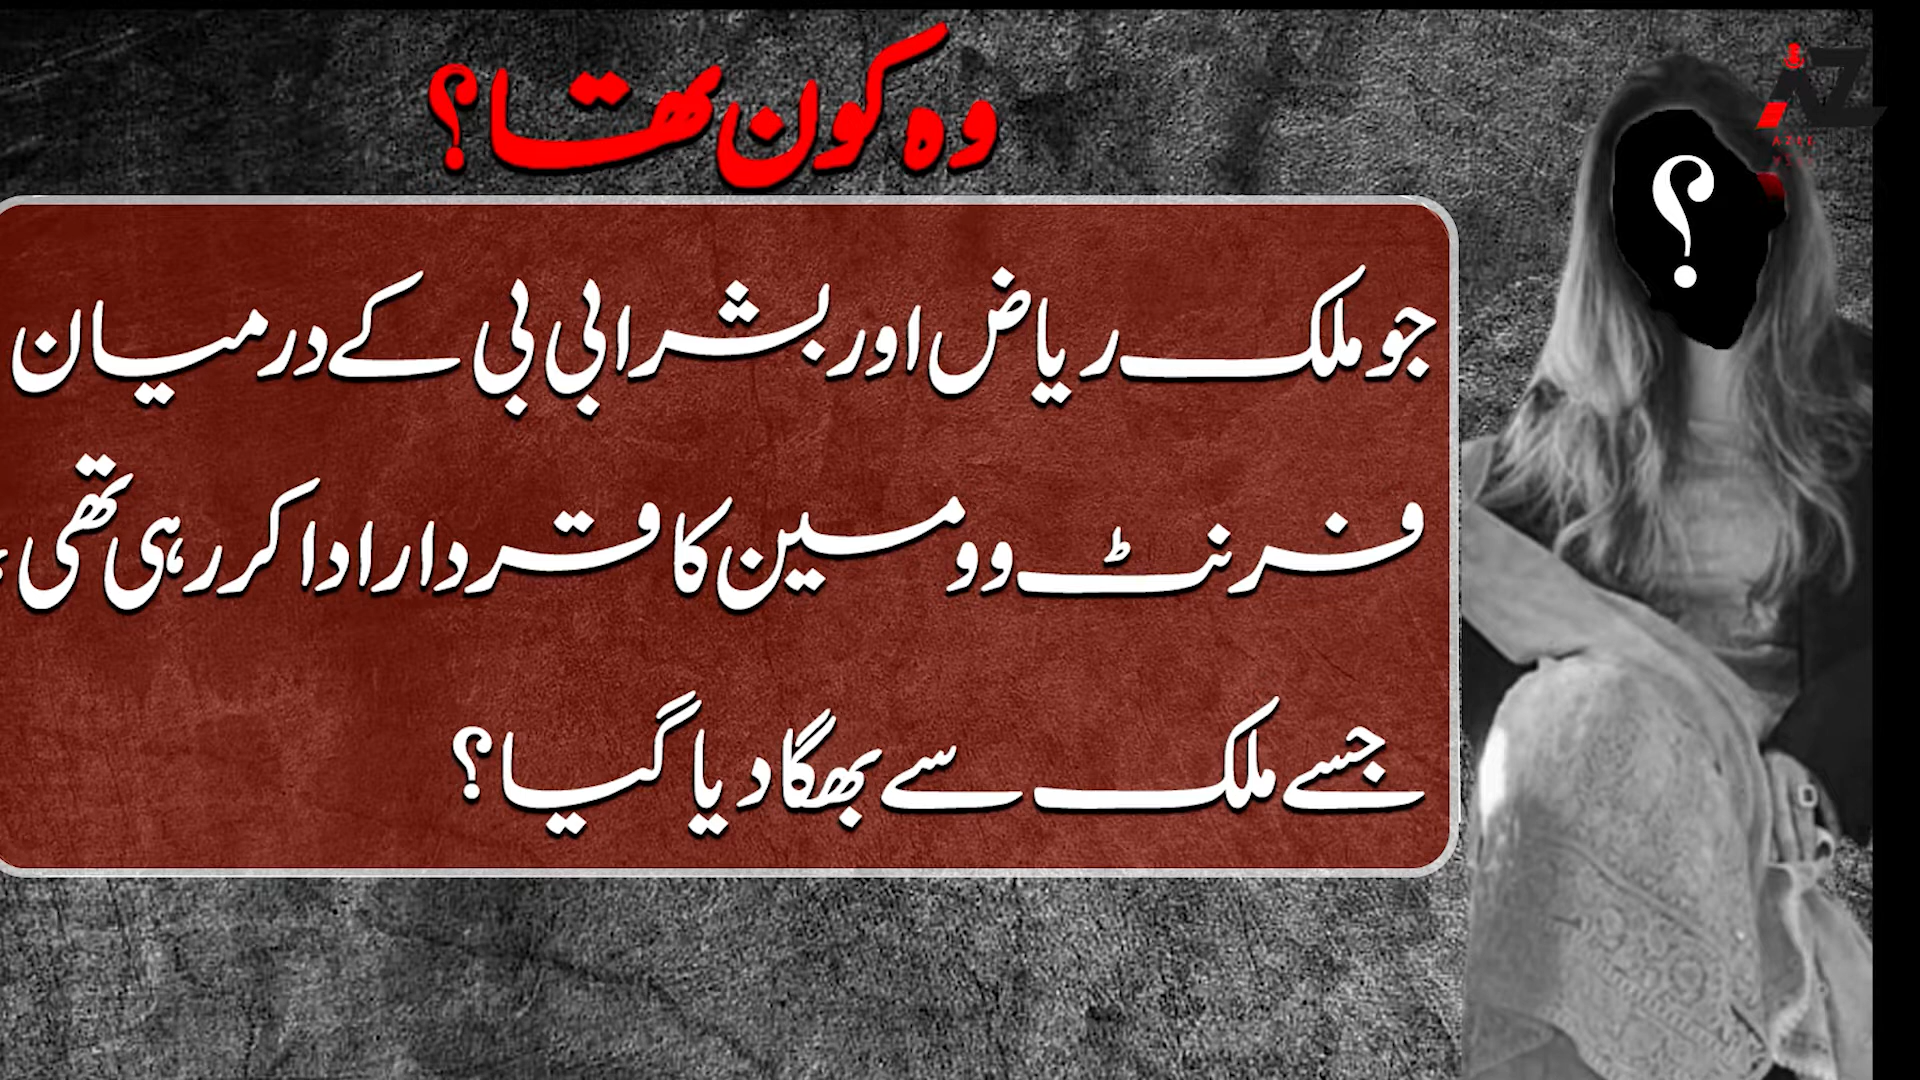 وہ کون تھا؟
؟
جو ملک ریاض اور بشرا بی بی کے درمیان
فرنٹ وومین کا قردار ادا کر رہی تھی،
جسے ملک سے بھگا دیا گیا؟
AZ